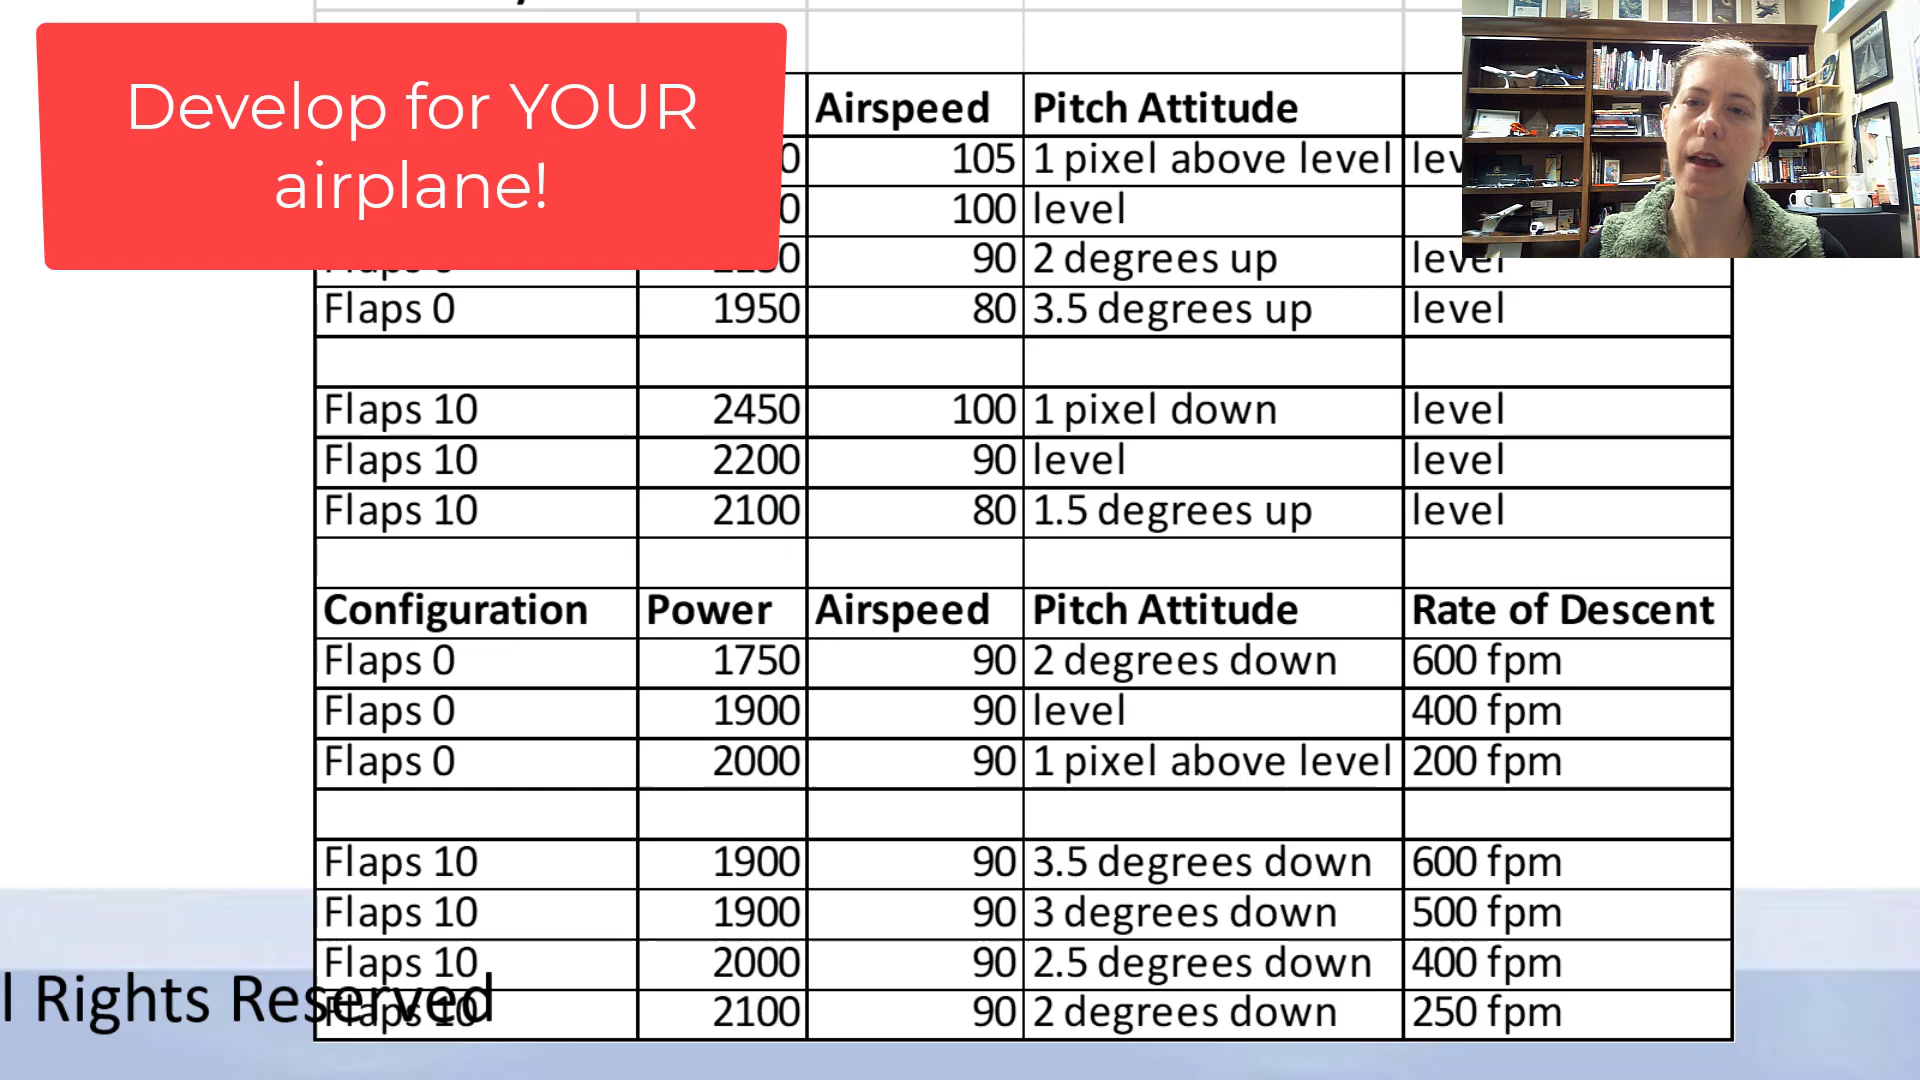 Develop for YOUR
airplane!
Airspeed Pitch Attitude
105 1 pixel above level
100 level
90 2 degrees up level
Flaps 0 1950 80 3.5 degrees up level
Flaps 10 2450 100 1 pixel down level
Flaps 10 2200 90 level level
Flaps 10 2100 80 1.5 degrees up level
Configuration Power Airspeed Pitch Attitude Rate of Descent
Flaps 0 1750 90 2 degrees down 600 fpm
Flaps 0 1900 90 level 400 fpm
Flaps 0 2000 90 1 pixel above level 200 fpm
Flaps 10 1900 90 3.5 degrees down 600 fpm
Flaps 10 1900 90 3 degrees down 500 fpm
Flaps 10 2000 90 2.5 degrees down 400 fpm
Flaps 10 2100 90 2 degrees down 250 fpm
l Rights Reserved